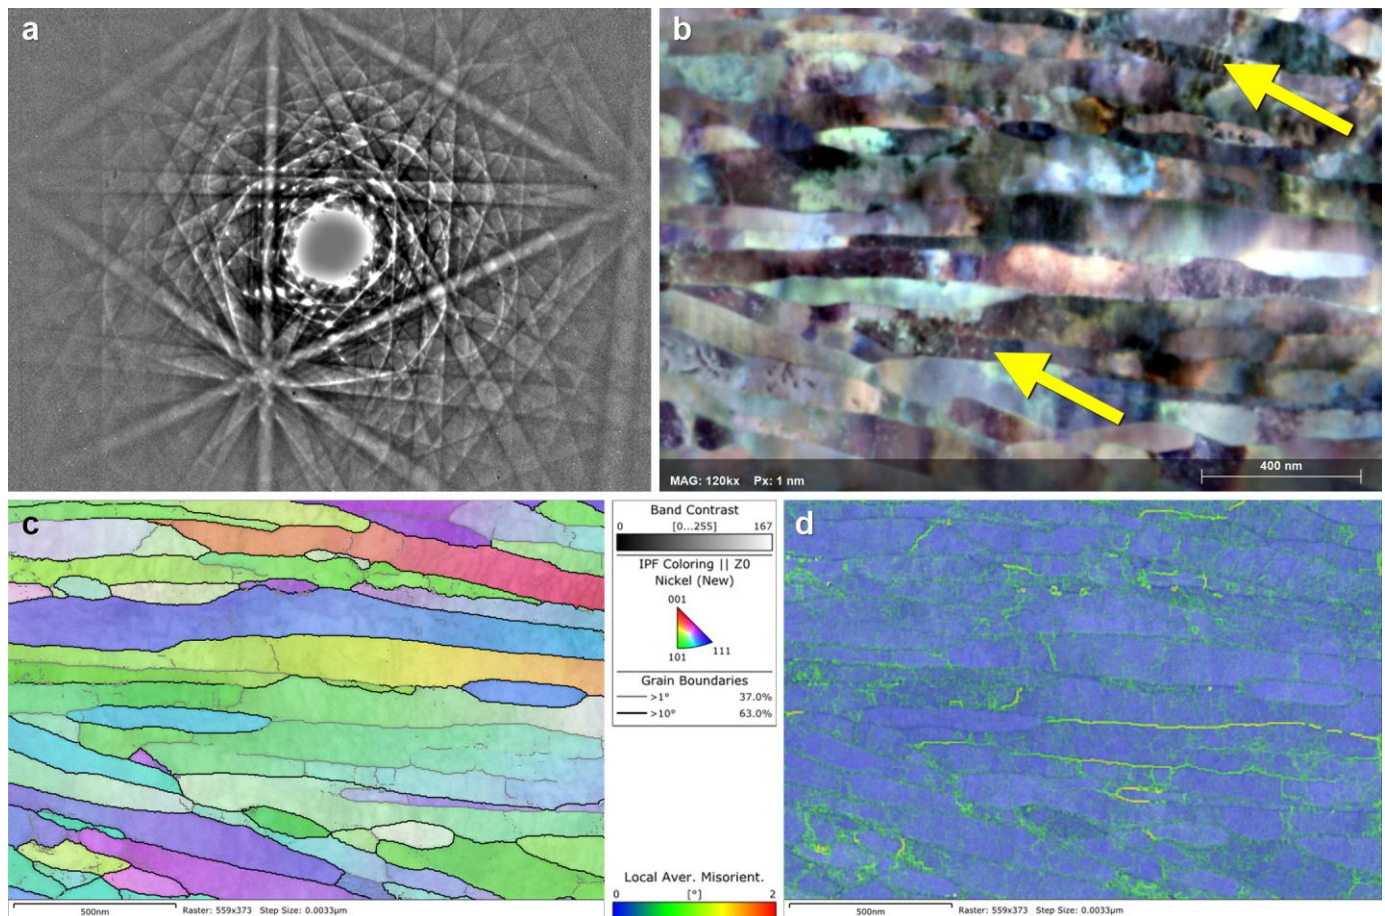 a
b
400 nm
MAG: 120kx Px: 1 nm
c
Band Contrast
0 [0...255] 167
IPF Coloring || Z0
Nickel (New)
001
101 111
Grain Boundaries
>1° 37.0%
>10° 63.0%
Local Aver. Misorient.
0 [°] 2
d
500nm Raster: 559x373 Step Size: 0.0033µm
500nm Raster: 559x373 Step Size: 0.0033µm